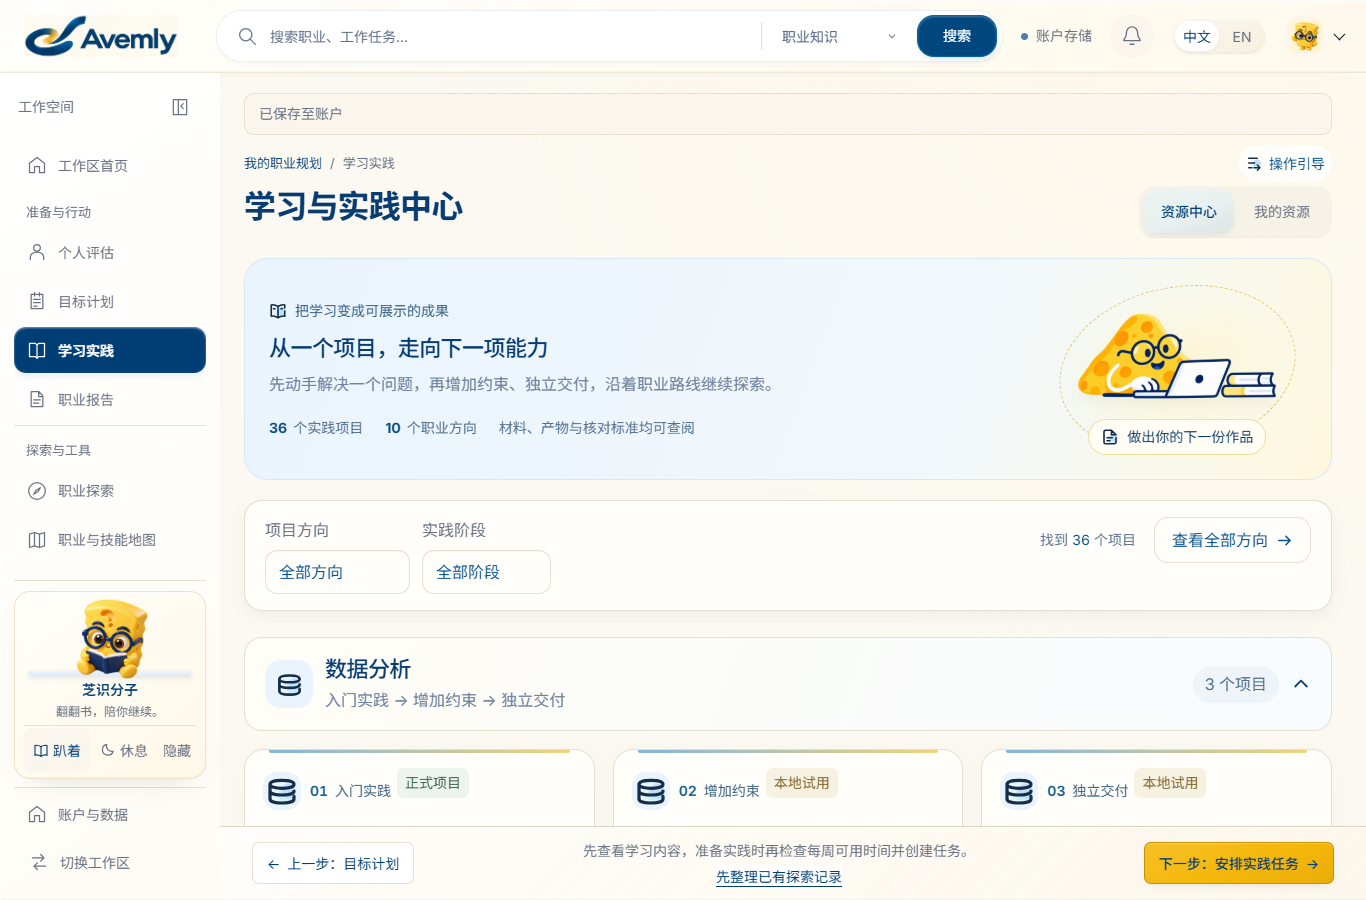 Avemly
搜索职业、工作任务...
职业知识
搜索
账户存储
中文
EN
工作空间
工作区首页
准备与行动
个人评估
目标计划
学习实践
职业报告
探索与工具
职业探索
职业与技能地图
芝识分子
翻翻书，陪你继续。
趴着
休息
隐藏
账户与数据
切换工作区
已保存至账户
我的职业规划 / 学习实践
操作引导
学习与实践中心
资源中心
我的资源
把学习变成可展示的成果
从一个项目，走向下一项能力
先动手解决一个问题，再增加约束、独立交付，沿着职业路线继续探索。
36 个实践项目
10 个职业方向
材料、产物与核对标准均可查阅
做出你的下一份作品
项目方向
全部方向
实践阶段
全部阶段
找到 36 个项目
查看全部方向 →
数据分析
入门实践 → 增加约束 → 独立交付
3 个项目
01 入门实践
正式项目
02 增加约束
本地试用
03 独立交付
本地试用
← 上一步：目标计划
先查看学习内容，准备实践时再检查每周可用时间并创建任务。
先整理已有探索记录
下一步：安排实践任务 →